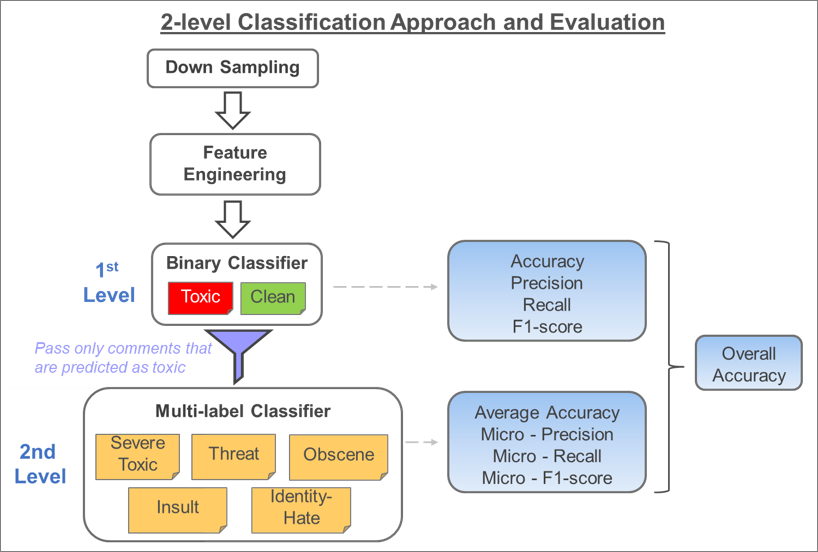 2-level Classification Approach and Evaluation
Down Sampling
Feature
Engineering
1st
Level
Binary Classifier
Toxic
Clean
Accuracy
Precision
Recall
F1-score
Pass only comments that
are predicted as toxic
Overall
Accuracy
2nd
Level
Multi-label Classifier
Severe
Toxic
Threat
Obscene
Insult
Identity-
Hate
Average Accuracy
Micro - Precision
Micro - Recall
Micro - F1-score